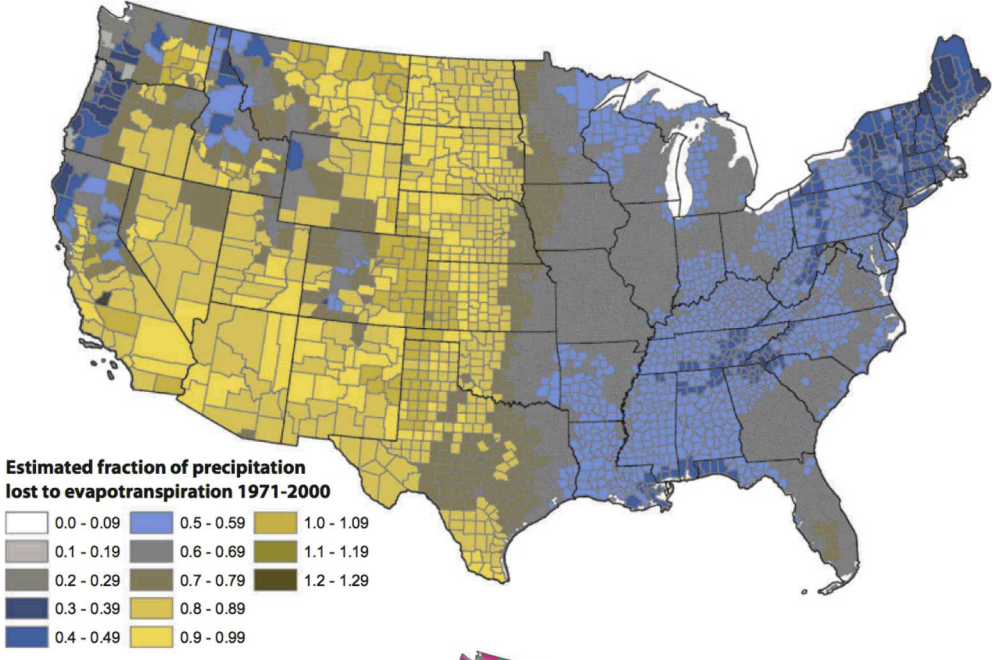 Estimated fraction of precipitation
lost to evapotranspiration 1971-2000
0.0 - 0.09 0.5 - 0.59 1.0 - 1.09
0.1 - 0.19 0.6 - 0.69 1.1 - 1.19
0.2 - 0.29 0.7 - 0.79 1.2 - 1.29
0.3 - 0.39 0.8 - 0.89
0.4 - 0.49 0.9 - 0.99